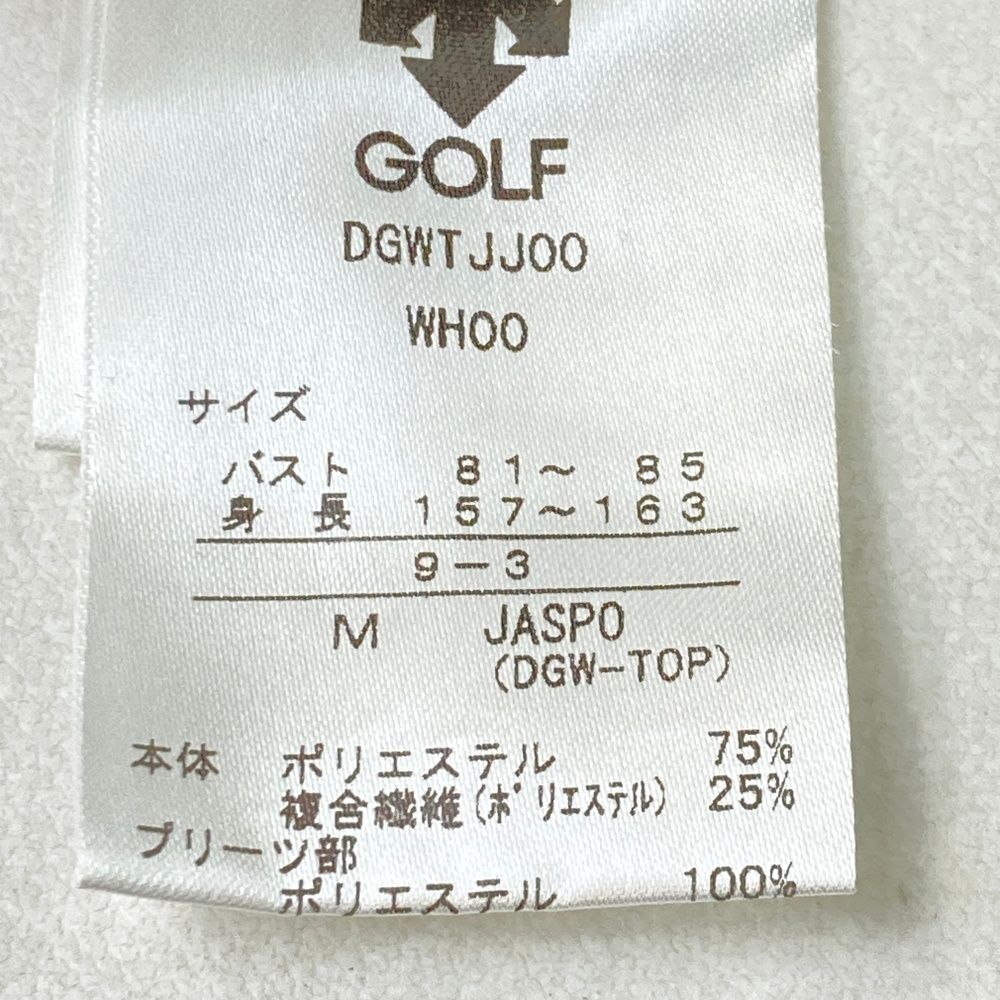 GOLF
DGWTJJ00
WH00
サイズ
バスト 81〜 85
身 長 157〜163
9-3
M JASPO
(DGW-TOP)
本体 ポリエステル 75%
複合繊維(ポリエステル) 25%
プリーツ部
ポリエステル 100%